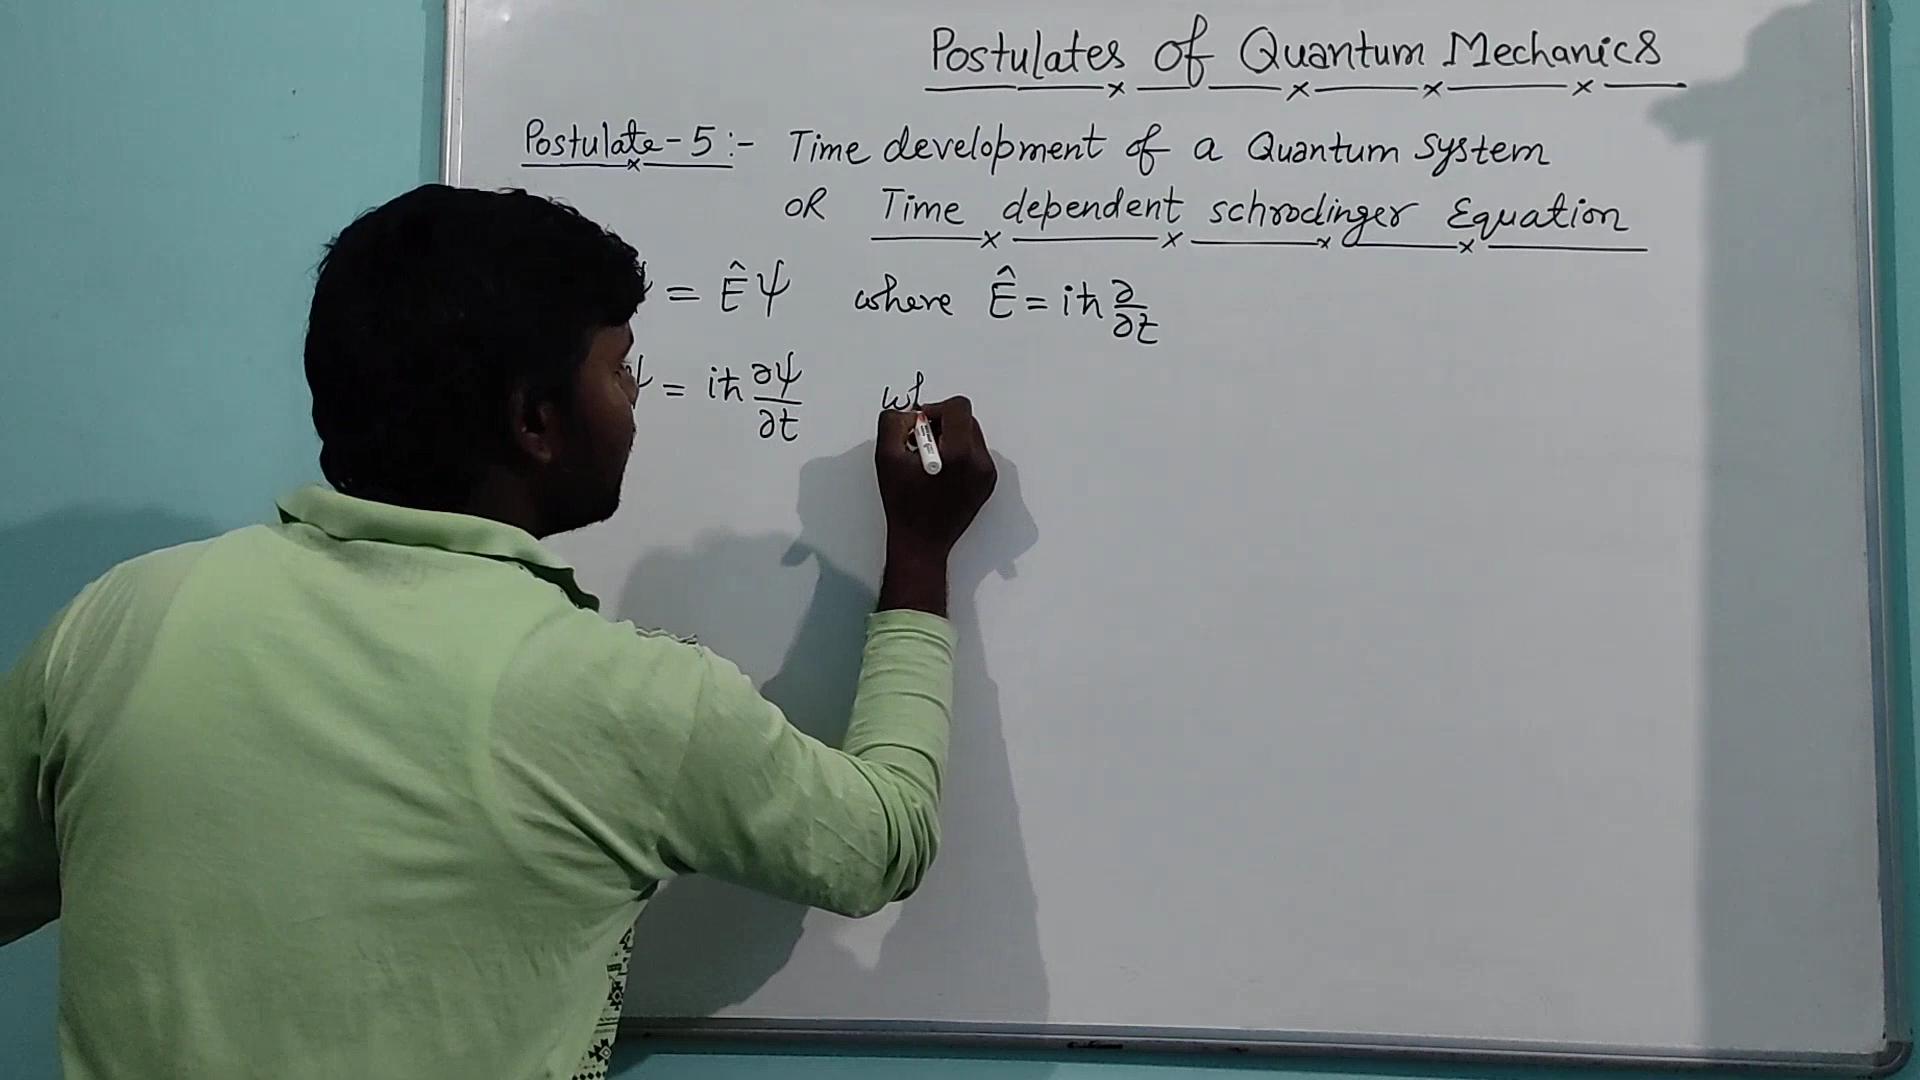 Postulates of Quantum Mechanics
Postulate-5:- Time development of a Quantum System
OR Time dependent schrodinger Equation
ψ = Êψ where Ê = iħ ∂/∂t
ψ = iħ ∂ψ/∂t